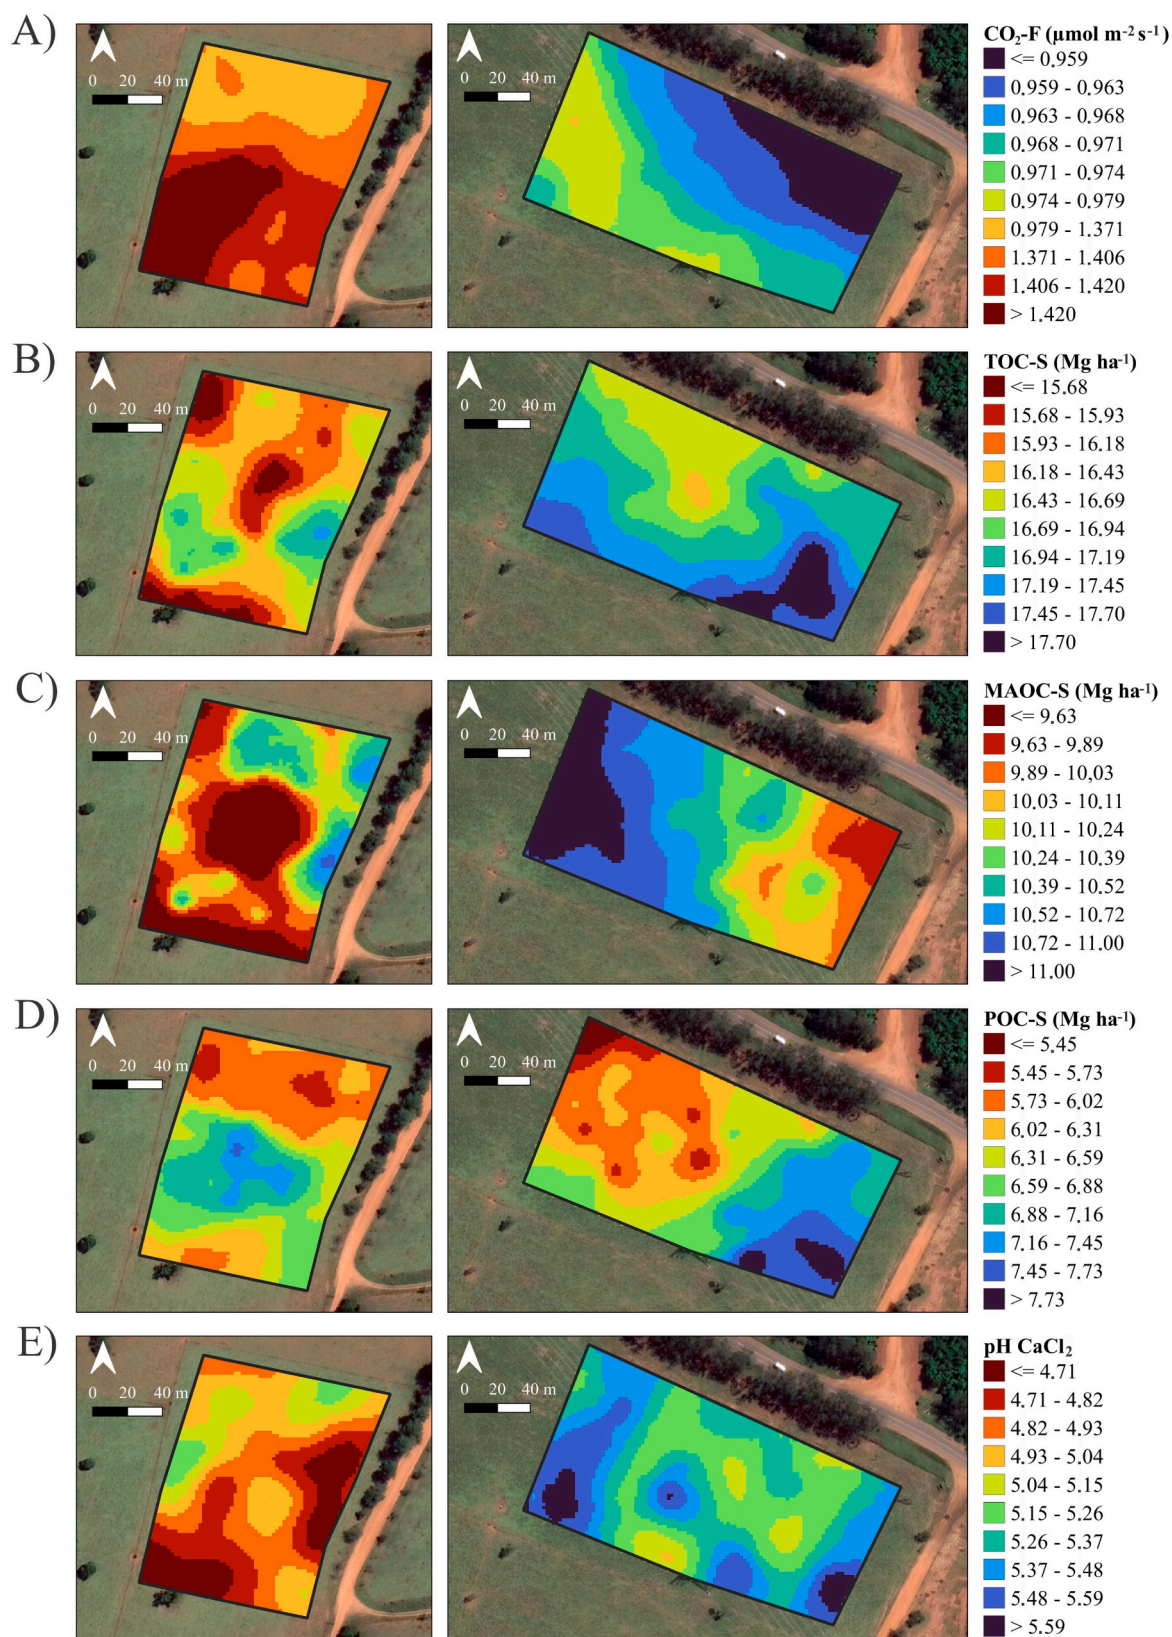 A)
0 20 40 m
0 20 40 m
CO₂-F (µmol m⁻² s⁻¹)
<= 0.959
0.959 - 0.963
0.963 - 0.968
0.968 - 0.971
0.971 - 0.974
0.974 - 0.979
0.979 - 1.371
1.371 - 1.406
1.406 - 1.420
> 1.420
B)
0 20 40 m
0 20 40 m
TOC-S (Mg ha⁻¹)
<= 15.68
15.68 - 15.93
15.93 - 16.18
16.18 - 16.43
16.43 - 16.69
16.69 - 16.94
16.94 - 17.19
17.19 - 17.45
17.45 - 17.70
> 17.70
C)
0 20 40 m
0 20 40 m
MAOC-S (Mg ha⁻¹)
<= 9.63
9.63 - 9.89
9.89 - 10,03
10.03 - 10.11
10.11 - 10.24
10.24 - 10.39
10.39 - 10.52
10.52 - 10.72
10.72 - 11.00
> 11.00
D)
0 20 40 m
0 20 40 m
POC-S (Mg ha⁻¹)
<= 5.45
5.45 - 5.73
5.73 - 6.02
6.02 - 6.31
6.31 - 6.59
6.59 - 6.88
6.88 - 7.16
7.16 - 7.45
7.45 - 7.73
> 7.73
E)
0 20 40 m
0 20 40 m
pH CaCl₂
<= 4.71
4.71 - 4.82
4.82 - 4.93
4.93 - 5.04
5.04 - 5.15
5.15 - 5.26
5.26 - 5.37
5.37 - 5.48
5.48 - 5.59
> 5.59